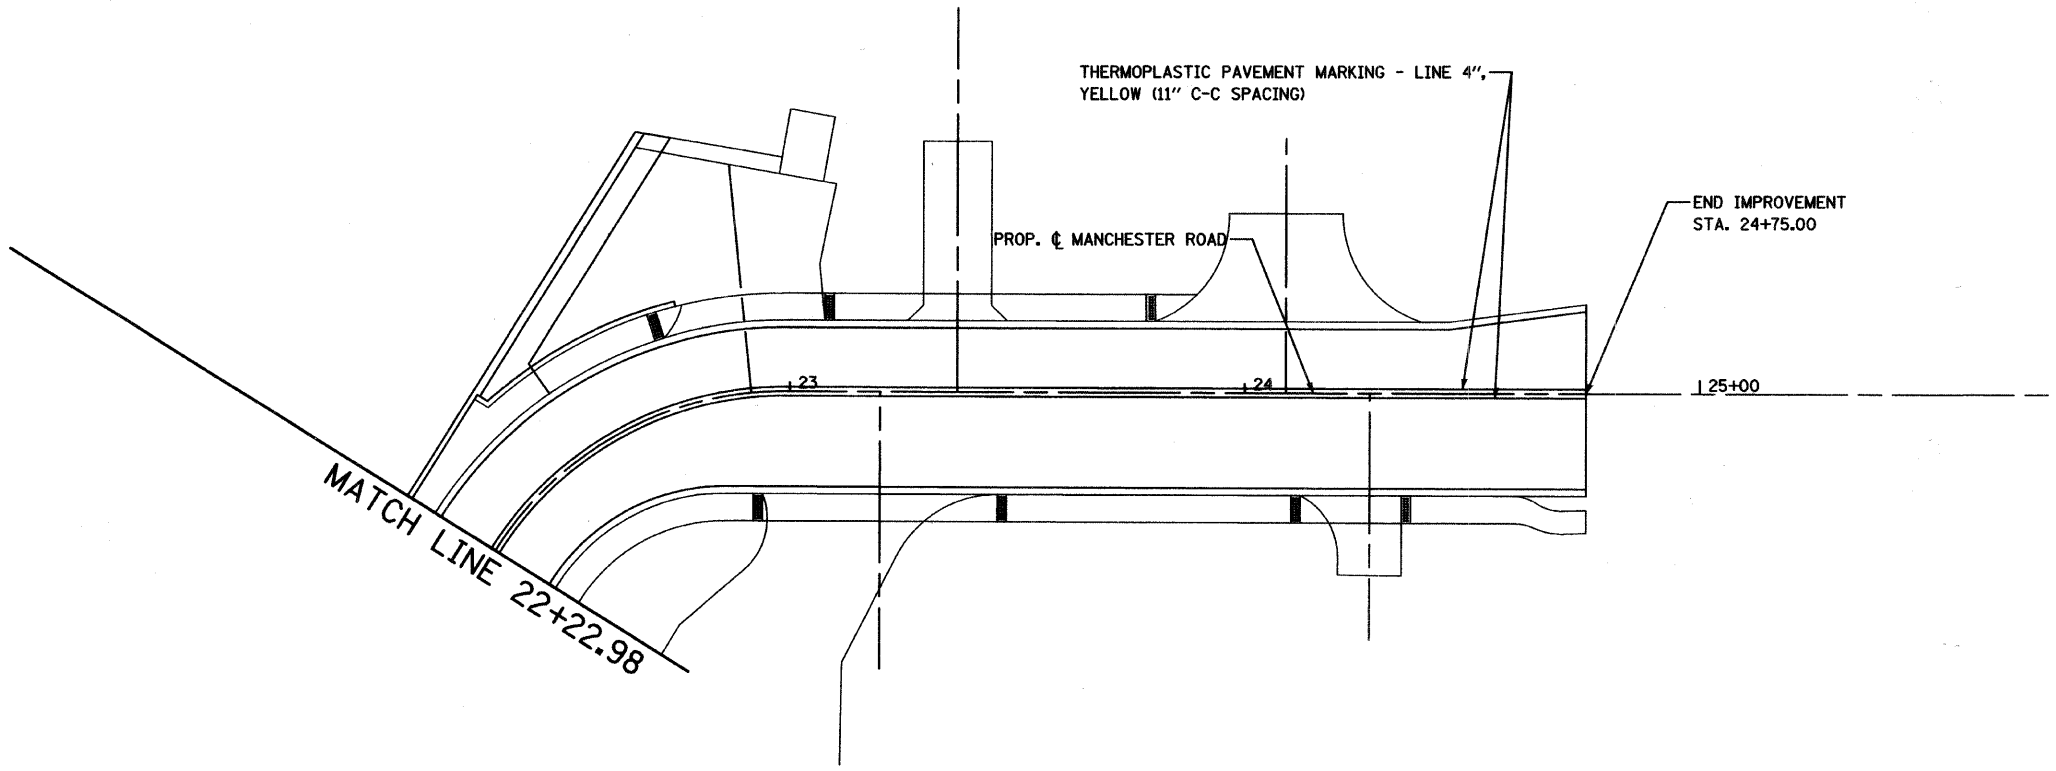 THERMOPLASTIC PAVEMENT MARKING - LINE 4",
YELLOW (11" C-C SPACING)
END IMPROVEMENT
STA. 24+75.00
PROP. ℄ MANCHESTER ROAD
23
24
25+00
MATCH LINE 22+22.98